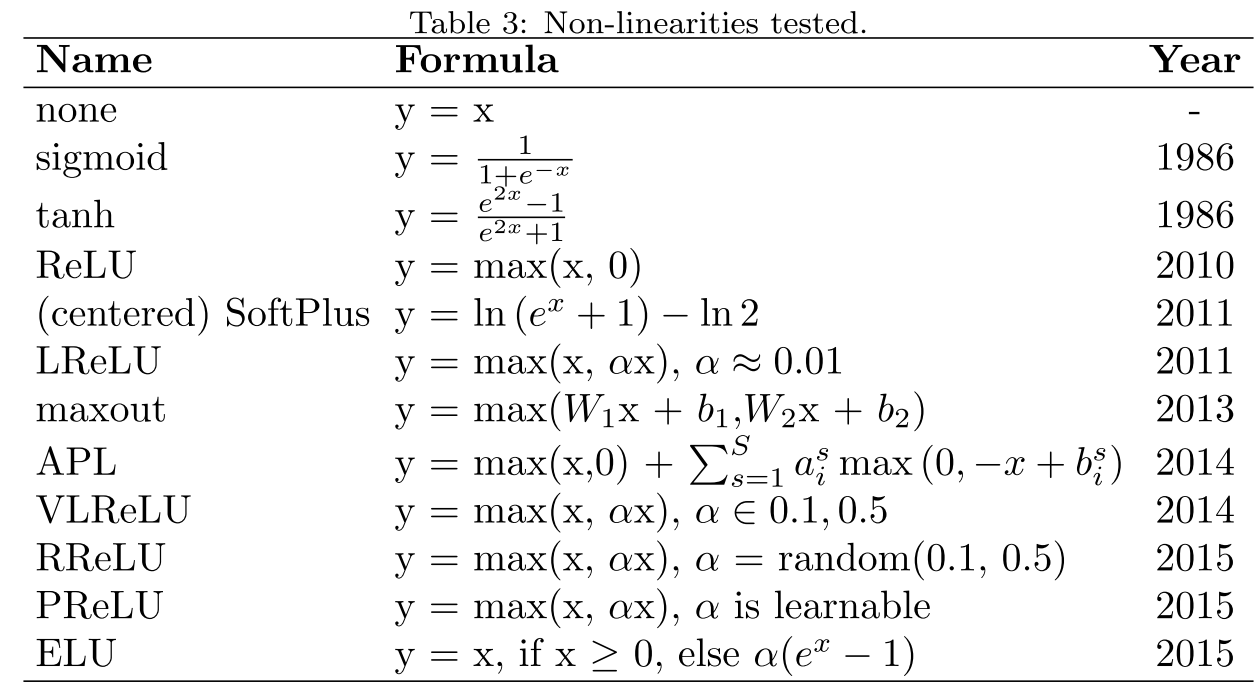 Table 3: Non-linearities tested.
Name Formula Year
none y = x -
sigmoid y = \frac{1}{1+e^{-x}} 1986
tanh y = \frac{e^{2x}-1}{e^{2x}+1} 1986
ReLU y = max(x, 0) 2010
(centered) SoftPlus y = ln (e^x + 1) − ln 2 2011
LReLU y = max(x, αx), α ≈ 0.01 2011
maxout y = max(W_1x + b_1,W_2x + b_2) 2013
APL y = max(x,0) + \sum_{s=1}^{S} a_i^s max (0, −x + b_i^s) 2014
VLReLU y = max(x, αx), α ∈ 0.1, 0.5 2014
RReLU y = max(x, αx), α = random(0.1, 0.5) 2015
PReLU y = max(x, αx), α is learnable 2015
ELU y = x, if x ≥ 0, else α(e^x − 1) 2015